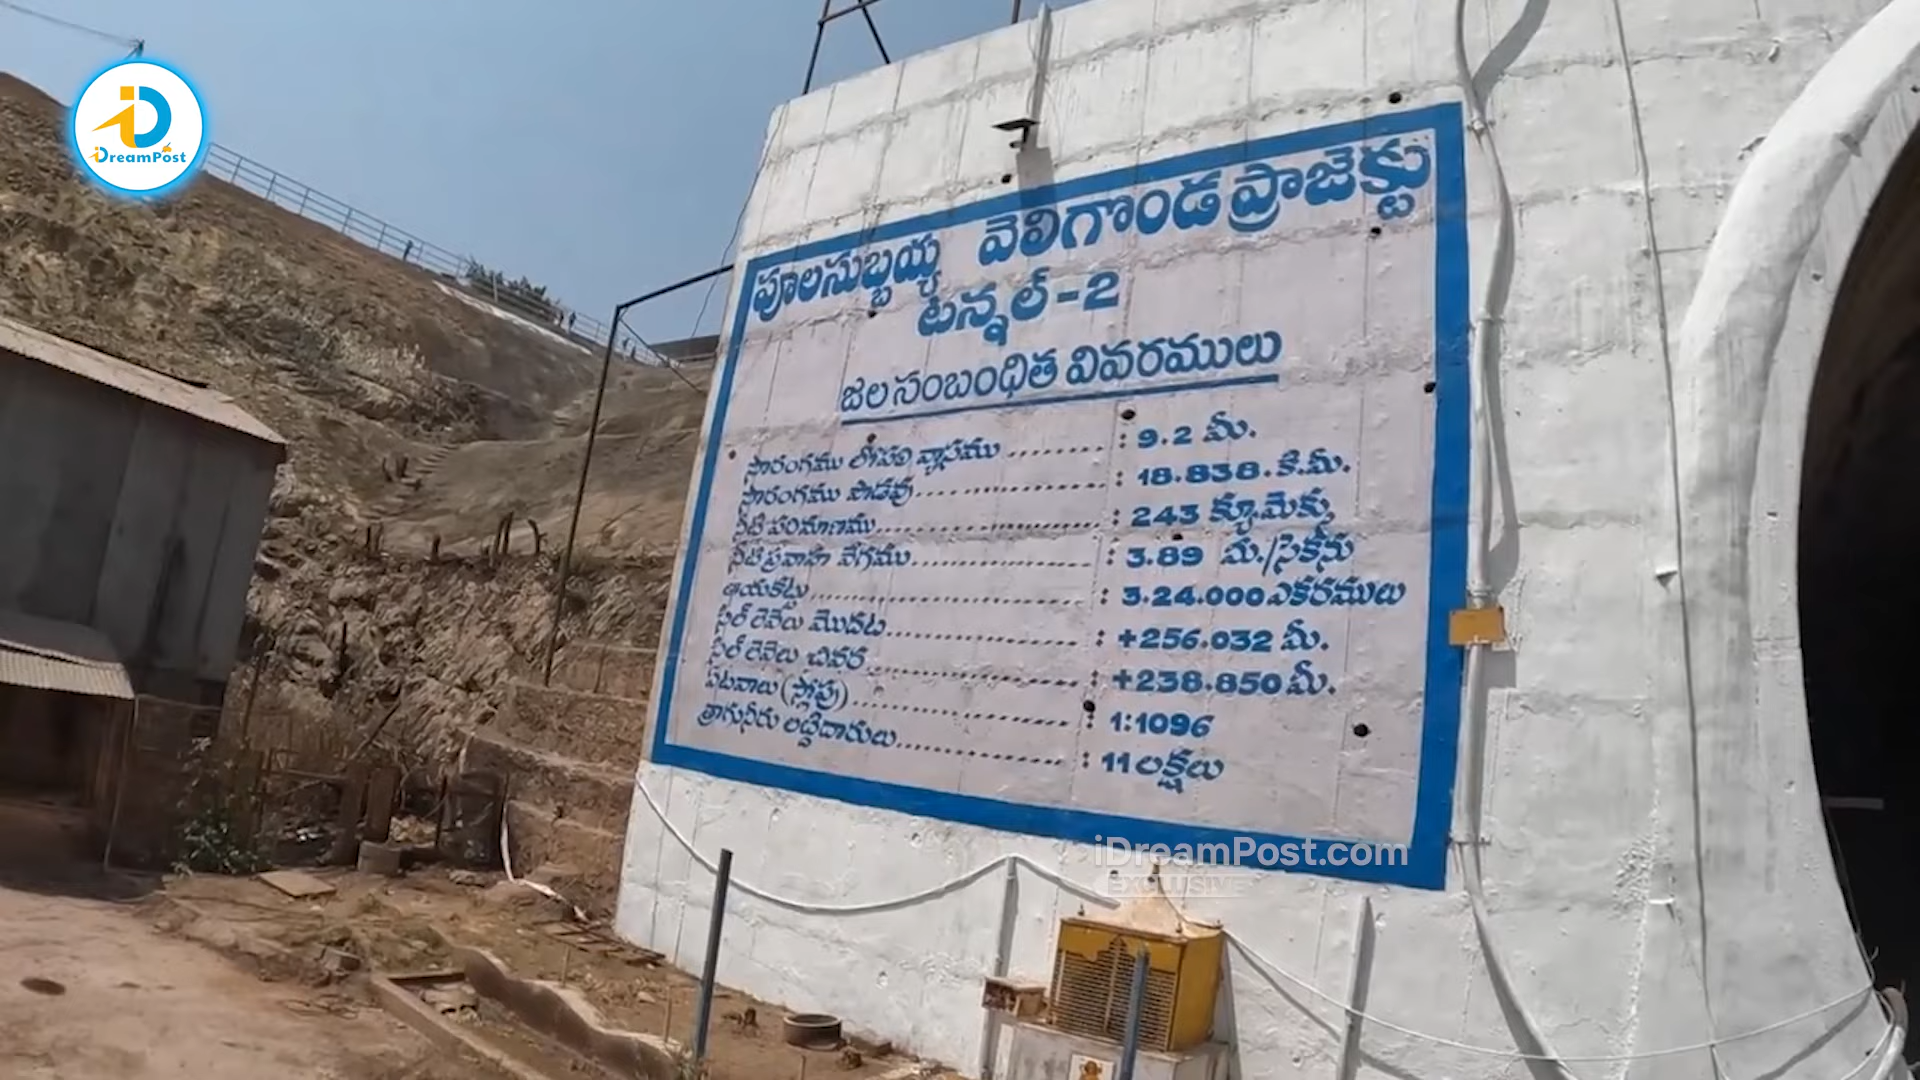 iDreamPost
పూలసుబ్బయ్య వెలిగొండ ప్రాజెక్టు
టన్నల్-2
జల సంబంధిత వివరములు
సొరంగము లోపలి వ్యాసము ........ : 9.2 మీ.
సొరంగము పొడవు .................. : 18.838. కి.మీ.
నీటి పరిమాణము ..................... : 243 క్యూమెక్కు
నీటి ప్రవాహ వేగము .................. : 3.89 మీ./సెకను
ఆయకట్టు ........................... : 3.24.000 ఎకరములు
సిల్ లెవెలు మొదట .................. : +256.032 మీ.
సిల్ లెవెలు చివర .................. : +238.850 మీ.
ఏటవాలు (స్లోపు) .................. : 1:1096
త్రాగునీరు లబ్ధిదారులు ............. : 11 లక్షలు
iDreamPost.com
EXCLUSIVE